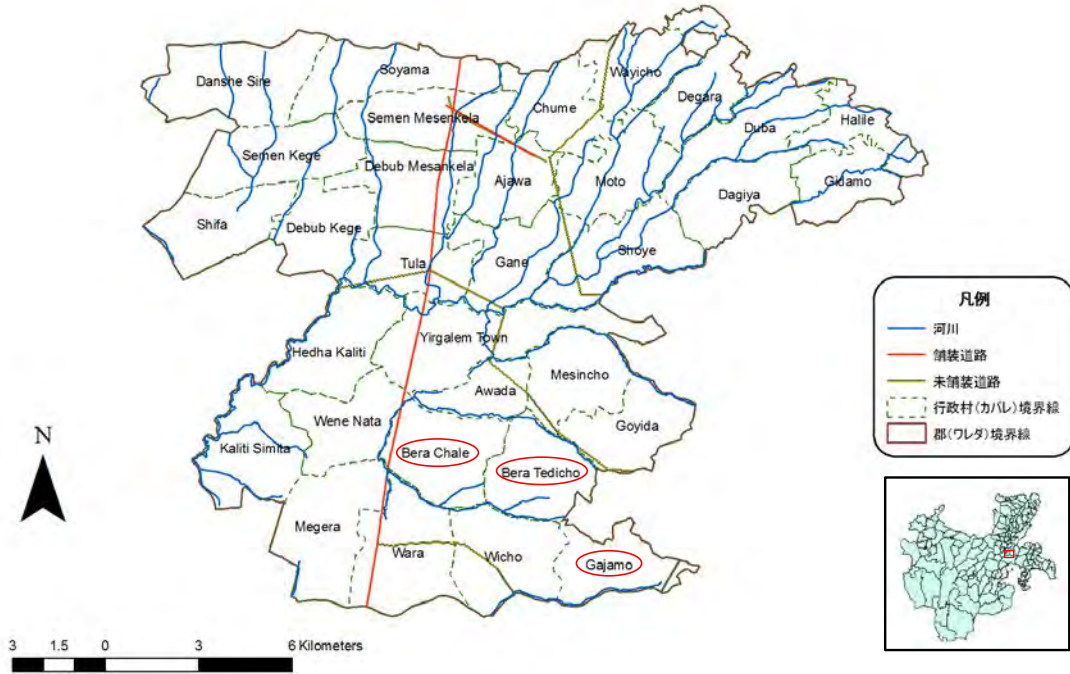 Danshe Sire
Soyama
Wayicho
Semen Mesenkela
Chume
Degara
Duba
Halile
Semen Kege
Debub Mesankela
Ajawa
Moto
Gidamo
Shifa
Debub Kege
Dagiya
Tula
Gane
Shoye
Hedha Kaliti
Yirgalem Town
Mesincho
Awada
Wene Nata
Goyida
Kaliti Simita
Bera Chale
Bera Tedicho
Megera
Wara
Wicho
Gajamo
N
3 1.5 0 3 6 Kilometers
凡例
河川
舗装道路
未舗装道路
行政村(カバレ)境界線
郡(ワレダ)境界線